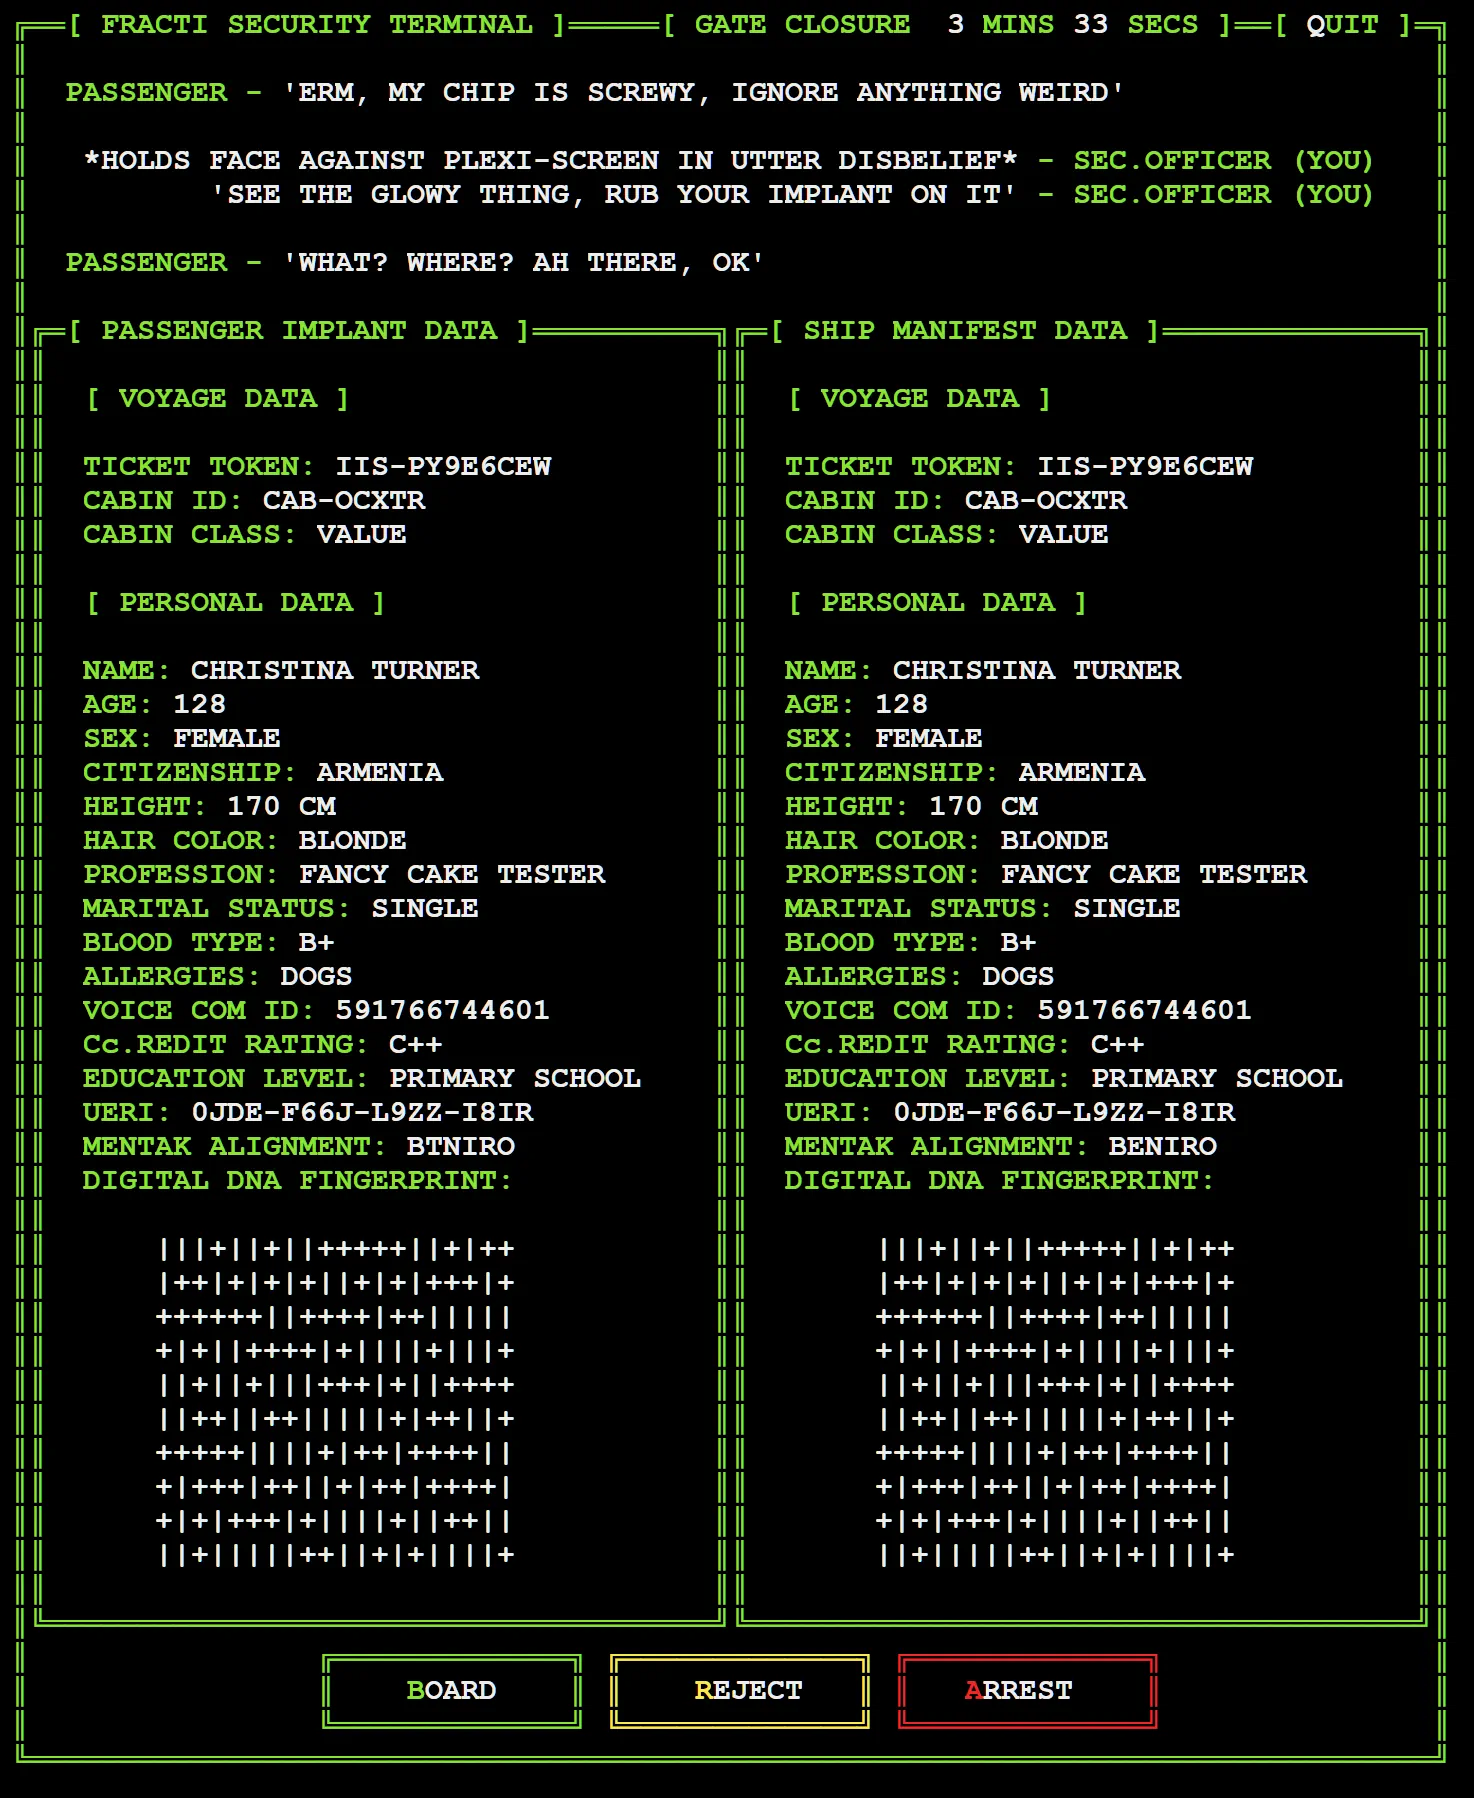 [ FRACTI SECURITY TERMINAL ] [ GATE CLOSURE 3 MINS 33 SECS ] [ QUIT ]
PASSENGER - 'ERM, MY CHIP IS SCREWY, IGNORE ANYTHING WEIRD'
*HOLDS FACE AGAINST PLEXI-SCREEN IN UTTER DISBELIEF* - SEC.OFFICER (YOU)
'SEE THE GLOWY THING, RUB YOUR IMPLANT ON IT' - SEC.OFFICER (YOU)
PASSENGER - 'WHAT? WHERE? AH THERE, OK'
[ PASSENGER IMPLANT DATA ]
[ VOYAGE DATA ]
TICKET TOKEN: IIS-PY9E6CEW
CABIN ID: CAB-OCXTR
CABIN CLASS: VALUE
[ PERSONAL DATA ]
NAME: CHRISTINA TURNER
AGE: 128
SEX: FEMALE
CITIZENSHIP: ARMENIA
HEIGHT: 170 CM
HAIR COLOR: BLONDE
PROFESSION: FANCY CAKE TESTER
MARITAL STATUS: SINGLE
BLOOD TYPE: B+
ALLERGIES: DOGS
VOICE COM ID: 591766744601
Cc.REDIT RATING: C++
EDUCATION LEVEL: PRIMARY SCHOOL
UERI: 0JDE-F66J-L9ZZ-I8IR
MENTAK ALIGNMENT: BTNIRO
DIGITAL DNA FINGERPRINT:
|||+||+||+++++||+|++
|++|+|+|+||+|+|+++|+
++++++||++++|++|||||
+|+||++++|+||||+|||+
||+||+|||+++|+||++++
||++||++|||||+|++||+
+++++||||+|++|++++||
+|+++|++||+|++|++++|
+|+|+++|+||||+||++||
||+|||||++||+|+||||+
[ SHIP MANIFEST DATA ]
[ VOYAGE DATA ]
TICKET TOKEN: IIS-PY9E6CEW
CABIN ID: CAB-OCXTR
CABIN CLASS: VALUE
[ PERSONAL DATA ]
NAME: CHRISTINA TURNER
AGE: 128
SEX: FEMALE
CITIZENSHIP: ARMENIA
HEIGHT: 170 CM
HAIR COLOR: BLONDE
PROFESSION: FANCY CAKE TESTER
MARITAL STATUS: SINGLE
BLOOD TYPE: B+
ALLERGIES: DOGS
VOICE COM ID: 591766744601
Cc.REDIT RATING: C++
EDUCATION LEVEL: PRIMARY SCHOOL
UERI: 0JDE-F66J-L9ZZ-I8IR
MENTAK ALIGNMENT: BENIRO
DIGITAL DNA FINGERPRINT:
|||+||+||+++++||+|++
|++|+|+|+||+|+|+++|+
++++++||++++|++|||||
+|+||++++|+||||+|||+
||+||+|||+++|+||++++
||++||++|||||+|++||+
+++++||||+|++|++++||
+|+++|++||+|++|++++|
+|+|+++|+||||+||++||
||+|||||++||+|+||||+
BOARD REJECT ARREST